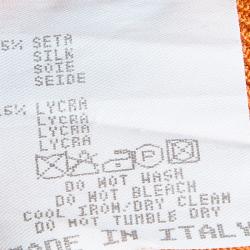 5% SETA
SILK
SOIE
SEIDE
5% LYCRA
LYCRA
LYCRA
LYCRA
P
DO NOT WASH
DO NOT BLEACH
COOL IRON/DRY CLEAN
DO NOT TUMBLE DRY
MADE IN ITALY